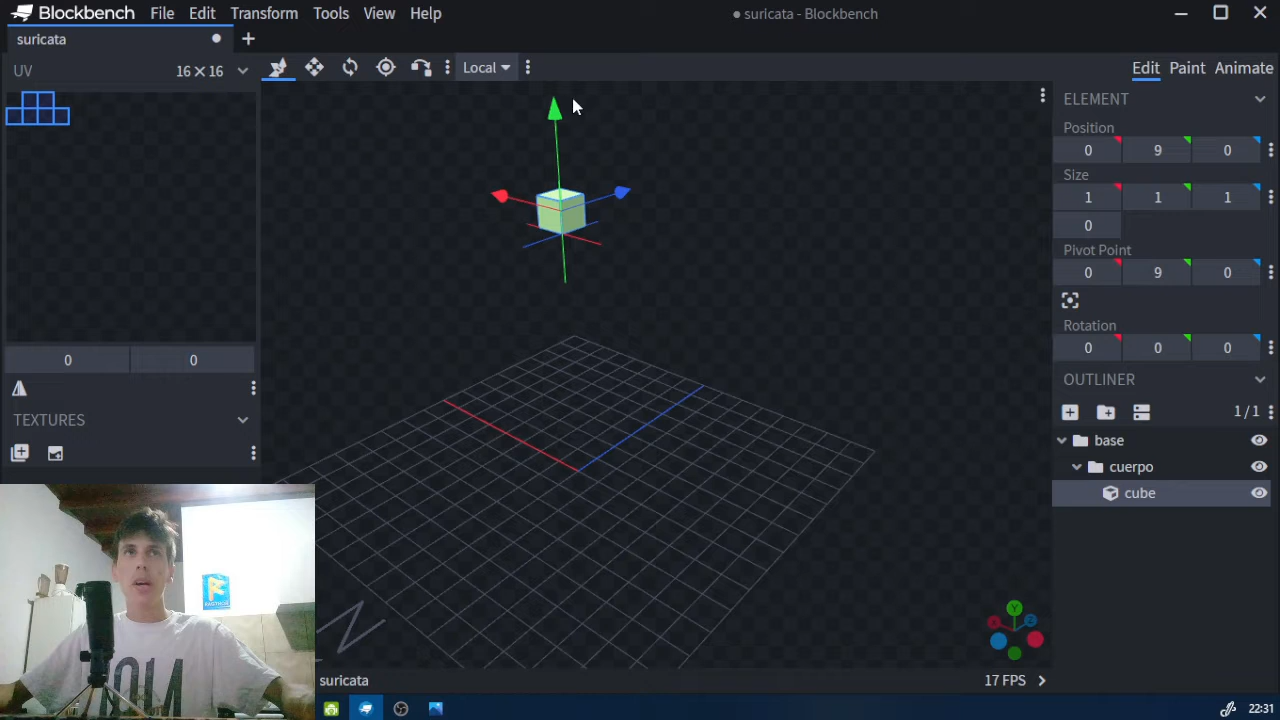 Blockbench File Edit Transform Tools View Help
suricata - Blockbench
suricata
UV 16×16
Local
Edit Paint Animate
ELEMENT
Position
0 9 0
Size
1 1 1
0
Pivot Point
0 9 0
Rotation
0 0 0
0 0
TEXTURES
OUTLINER
1/1
base
cuerpo
cube
N
Y
X
Z
suricata
17 FPS
22:31